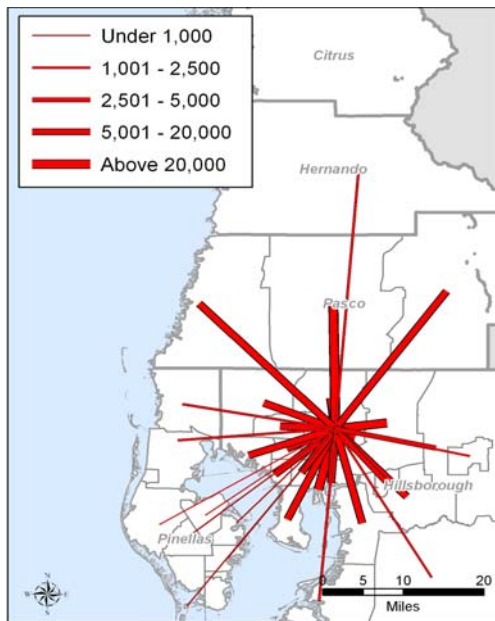 Under 1,000
1,001 - 2,500
2,501 - 5,000
5,001 - 20,000
Above 20,000
Citrus
Hernando
Pasco
Hillsborough
Pinellas
N
W E
S
0 5 10 20
Miles